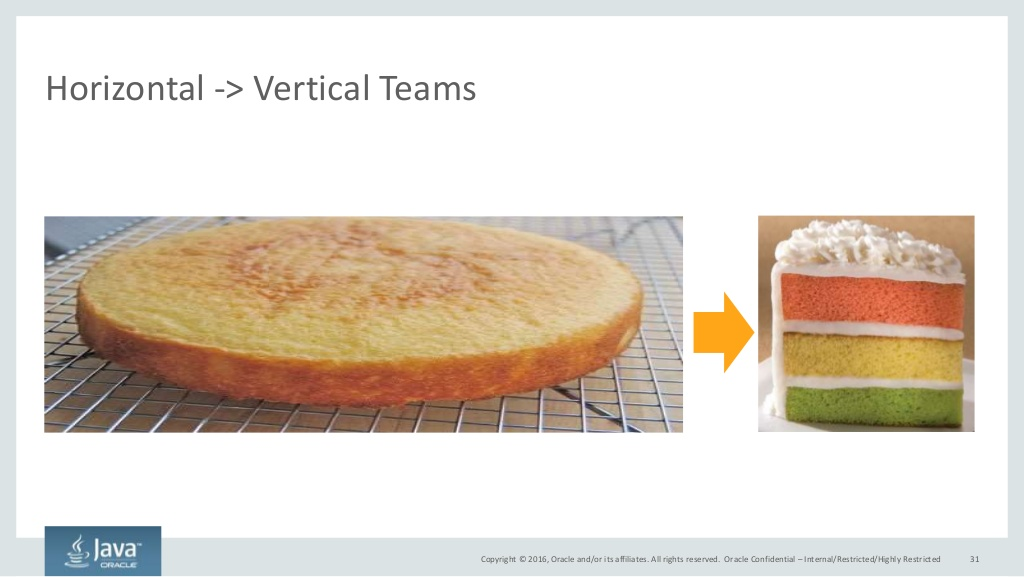 Horizontal -> Vertical Teams
Java™
ORACLE
Copyright © 2016, Oracle and/or its affiliates. All rights reserved. Oracle Confidential – Internal/Restricted/Highly Restricted
31